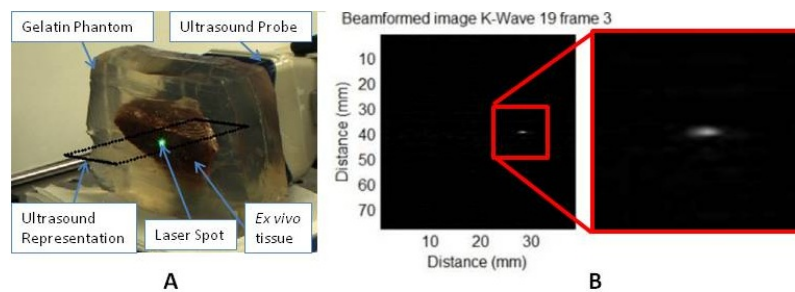 Gelatin Phantom
Ultrasound Probe
Ultrasound
Representation
Laser Spot
Ex vivo
tissue
A
Beamformed image K-Wave 19 frame 3
Distance (mm)
10
20
30
40
50
60
70
10
20
30
Distance (mm)
B